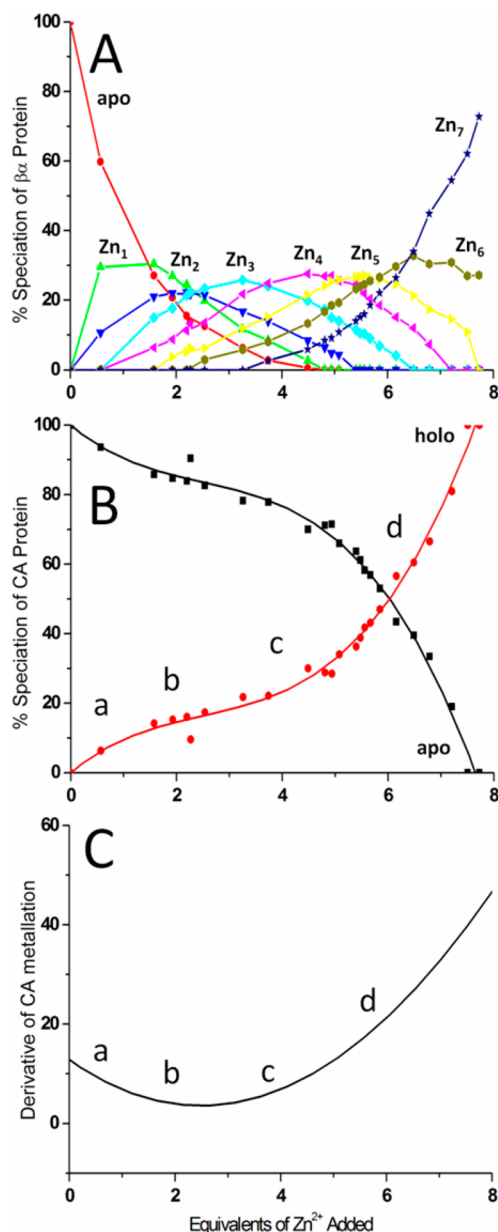 A
% Speciation of βα Protein
100
80
60
40
20
0
apo
Zn1
Zn2
Zn3
Zn4
Zn5
Zn6
Zn7
0 2 4 6 8
B
% Speciation of CA Protein
100
80
60
40
20
0
holo
a
b
c
d
apo
0 2 4 6 8
C
Derivative of CA metallation
60
40
20
0
a
b
c
d
0 2 4 6 8
Equivalents of Zn²⁺ Added